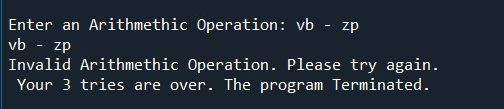 Enter an Arithmethic Operation: vb - zp
vb - zp
Invalid Arithmethic Operation. Please try again.
Your 3 tries are over. The program Terminated.